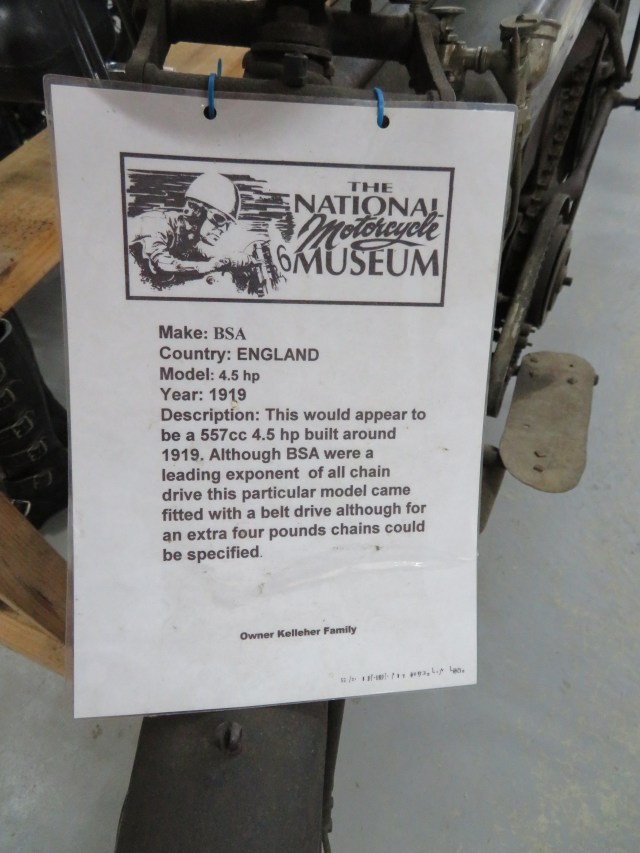 THE
NATIONAL
Motorcycle
MUSEUM
6
Make: BSA
Country: ENGLAND
Model: 4.5 hp
Year: 1919
Description: This would appear to
be a 557cc 4.5 hp built around
1919. Although BSA were a
leading exponent of all chain
drive this particular model came
fitted with a belt drive although for
an extra four pounds chains could
be specified.
Owner Kelleher Family